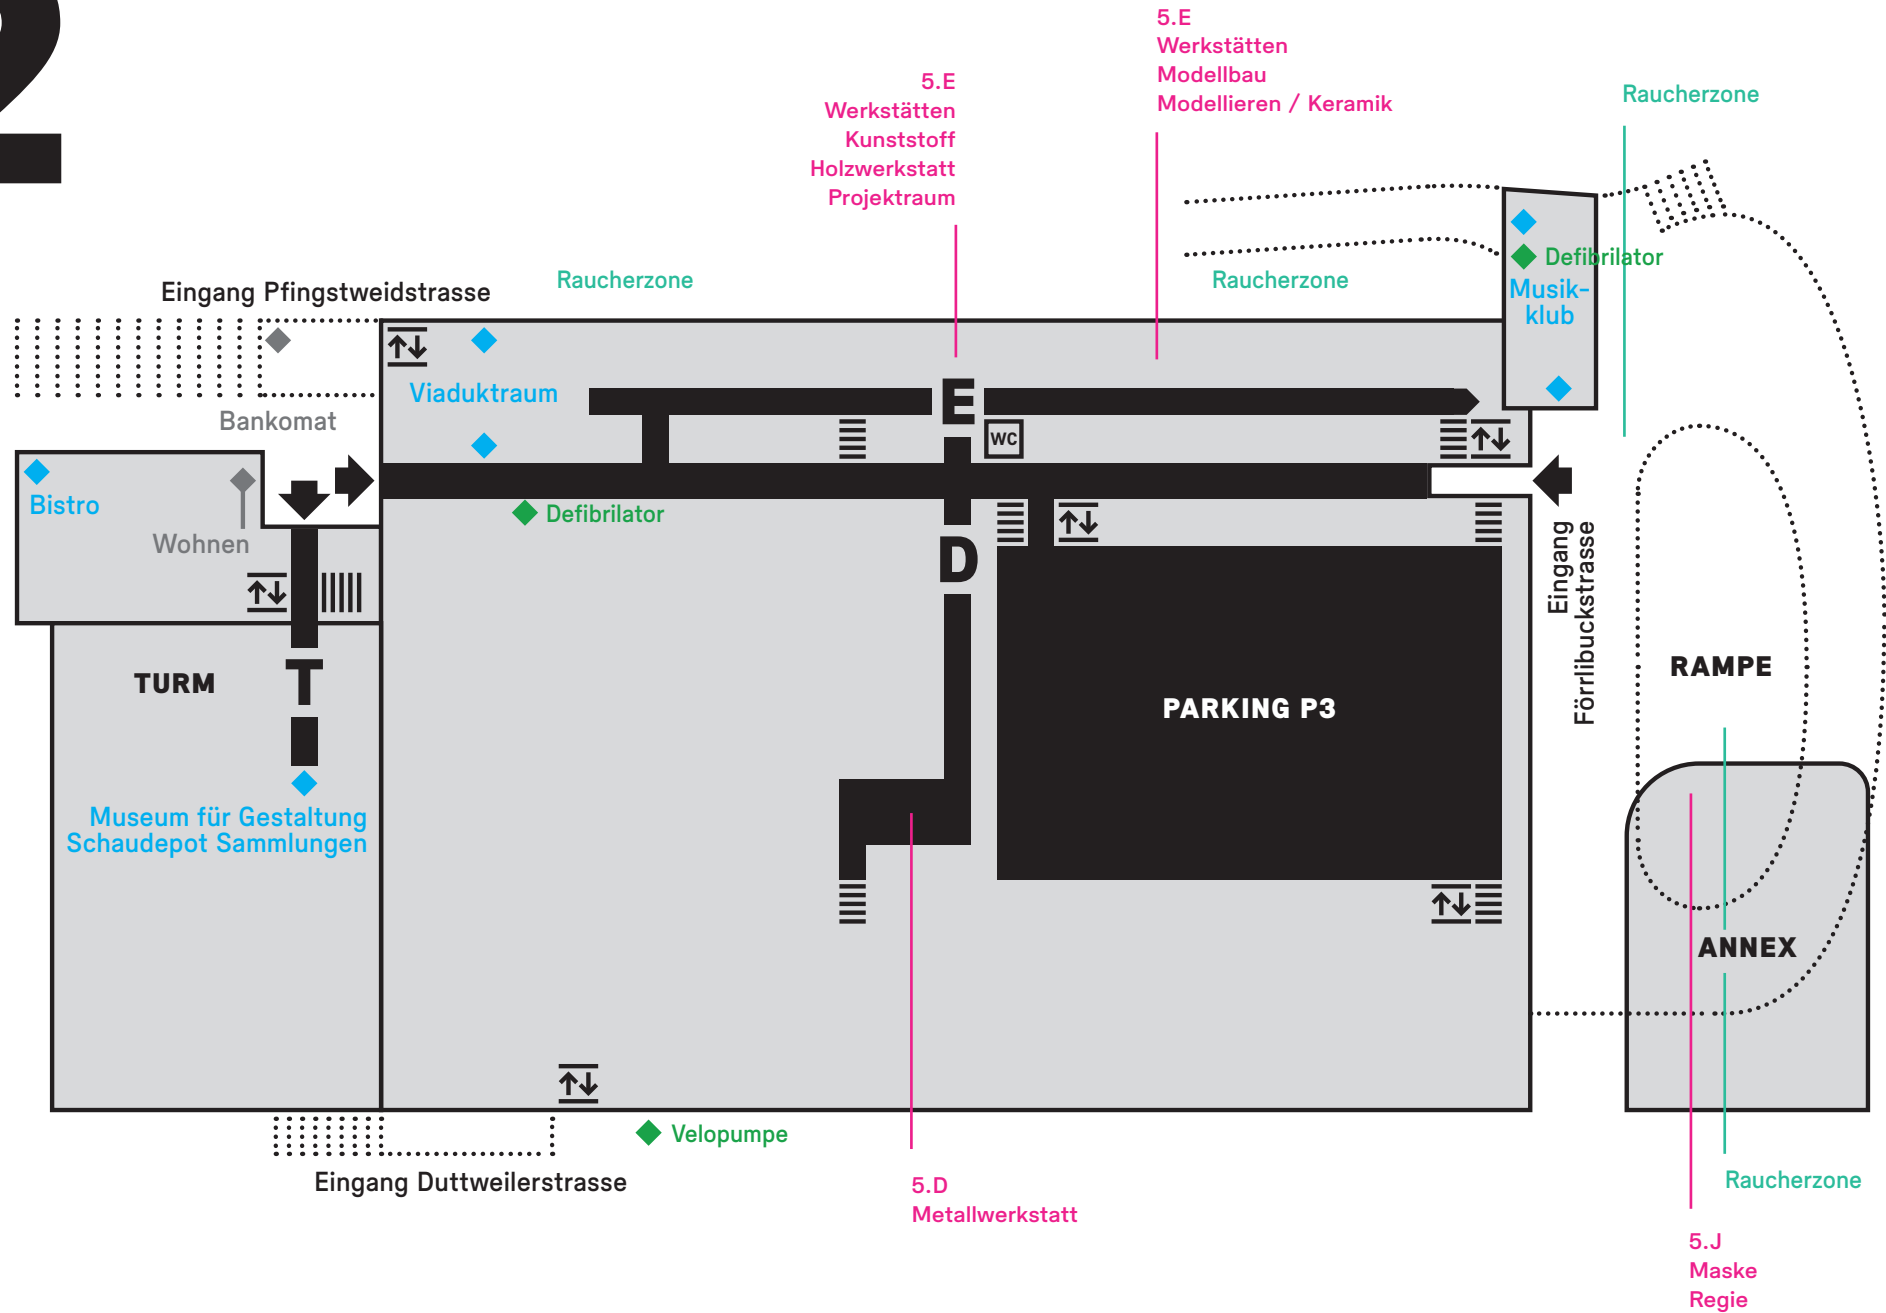 2
5.E
Werkstätten
Modellbau
Modellieren / Keramik
5.E
Werkstätten
Kunststoff
Holzwerkstatt
Projektraum
Raucherzone
Raucherzone
Raucherzone
Eingang Pfingstweidstrasse
Defibrilator
Musik-
klub
Viaduktraum
E
Bankomat
WC
Bistro
Defibrilator
Wohnen
D
Eingang
Förrlibuckstrasse
TURM
T
PARKING P3
RAMPE
Museum für Gestaltung
Schaudepot Sammlungen
ANNEX
Velopumpe
Eingang Duttweilerstrasse
5.D
Metallwerkstatt
Raucherzone
5.J
Maske
Regie